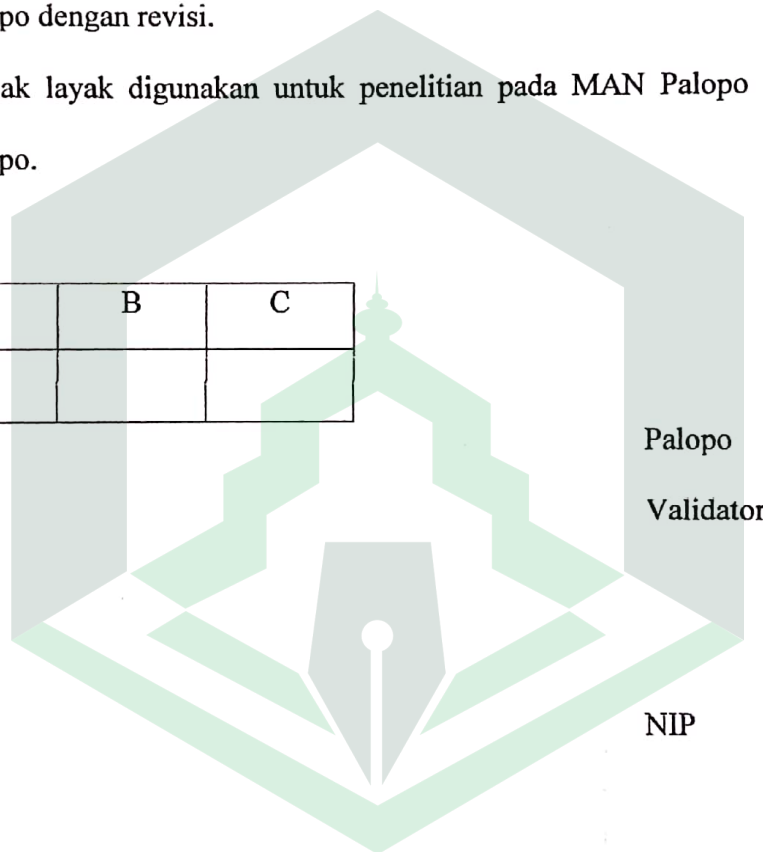 po dengan revisi.
ak layak digunakan untuk penelitian pada MAN Palopo
po.
B C
Palopo
Validator
NIP